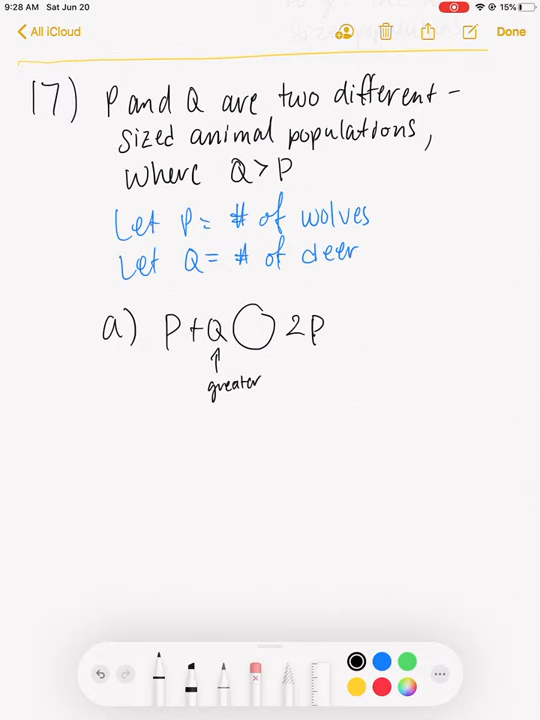 9:28 AM Sat Jun 20
15%
All iCloud
Done
17) P and Q are two different-
sized animal populations,
where Q > P
Let P = # of wolves
Let Q = # of deer
a) P + Q ◯ 2P
↑
greater